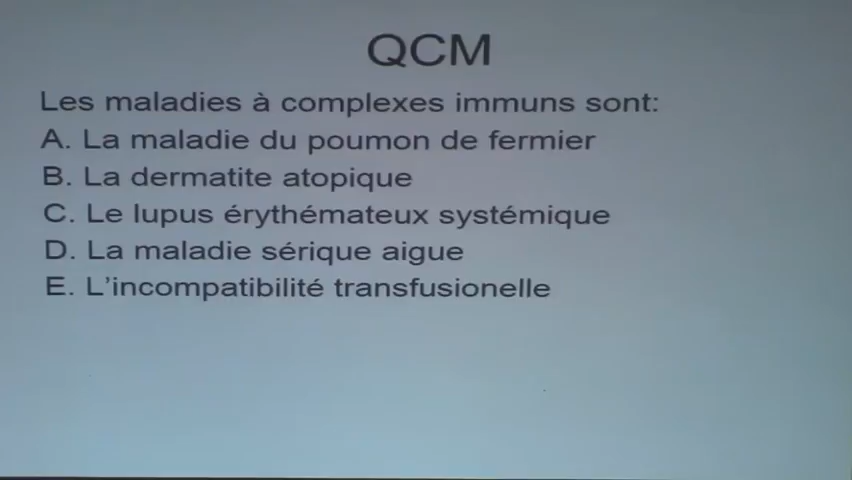 QCM
Les maladies à complexes immuns sont:
A. La maladie du poumon de fermier
B. La dermatite atopique
C. Le lupus érythémateux systémique
D. La maladie sérique aigue
E. L'incompatibilité transfusionelle